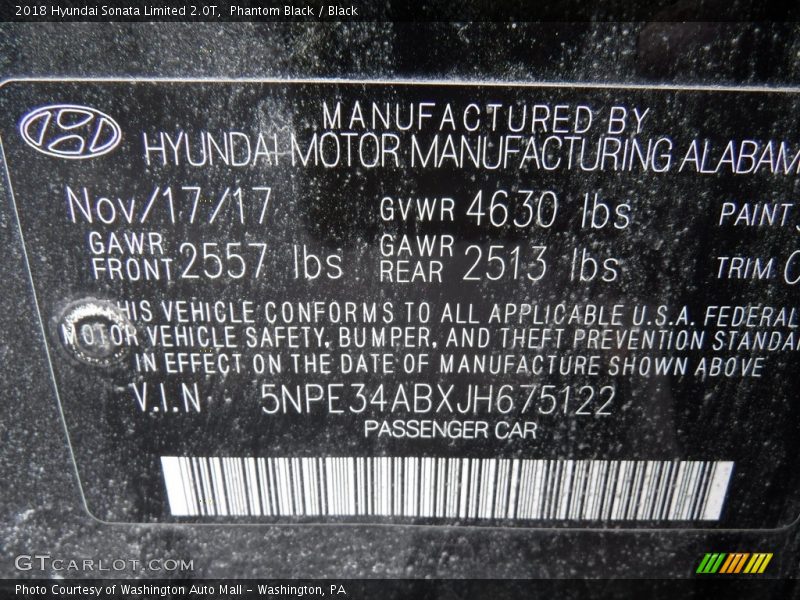 2018 Hyundai Sonata Limited 2.0T, Phantom Black / Black
MANUFACTURED BY
HYUNDAI MOTOR MANUFACTURING ALABAM
Nov/17/17 GVWR 4630 lbs PAINT
GAWR FRONT 2557 lbs GAWR REAR 2513 lbs TRIM
THIS VEHICLE CONFORMS TO ALL APPLICABLE U.S.A. FEDERAL
MOTOR VEHICLE SAFETY, BUMPER, AND THEFT PREVENTION STANDA
IN EFFECT ON THE DATE OF MANUFACTURE SHOWN ABOVE
V.I.N 5NPE34ABXJH675122
PASSENGER CAR
GTCARLOT.COM
Photo Courtesy of Washington Auto Mall – Washington, PA